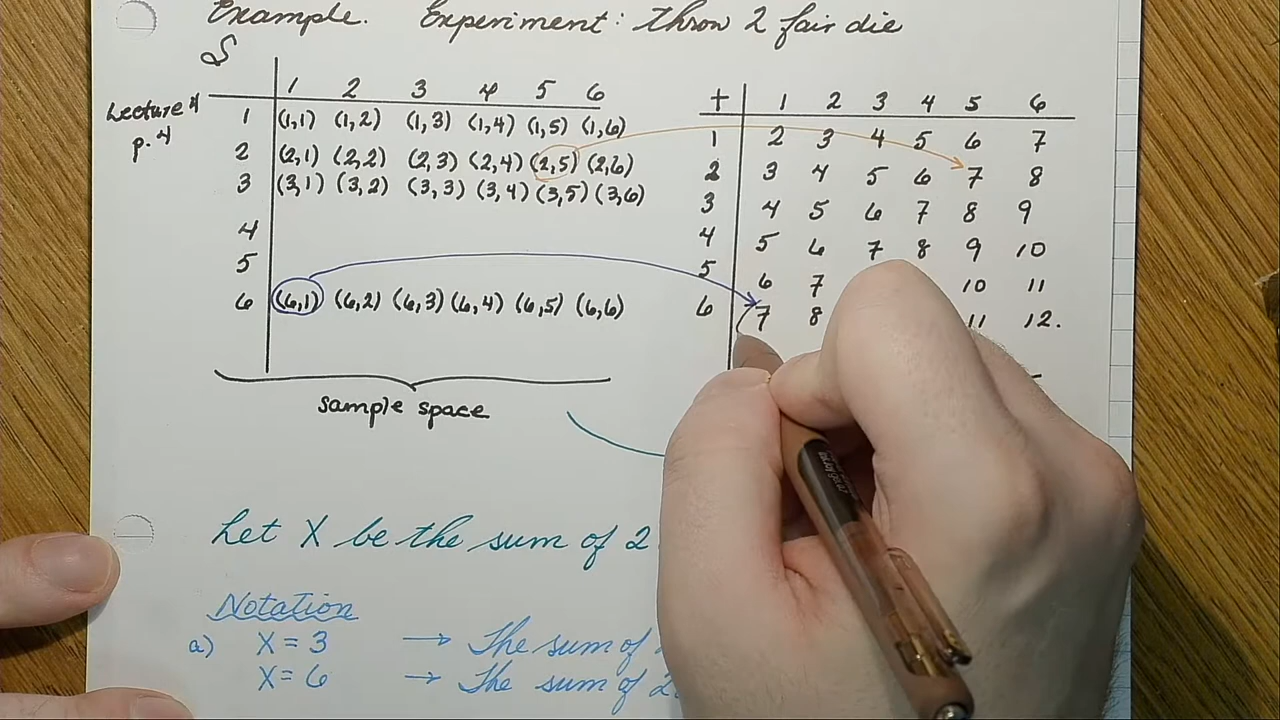 Example. Experiment: throw 2 fair die
S
Lecture 4
p. 4
1 2 3 4 5 6
1 (1,1) (1,2) (1,3) (1,4) (1,5) (1,6)
2 (2,1) (2,2) (2,3) (2,4) (2,5) (2,6)
3 (3,1) (3,2) (3,3) (3,4) (3,5) (3,6)
4
5
6 (6,1) (6,2) (6,3) (6,4) (6,5) (6,6)
sample space
+ 1 2 3 4 5 6
1 2 3 4 5 6 7
2 3 4 5 6 7 8
3 4 5 6 7 8 9
4 5 6 7 8 9 10
5 6 7 10 11
6 7 8 11 12.
Let X be the sum of 2
Notation
a) X = 3 → The sum of
X = 6 → The sum of 2